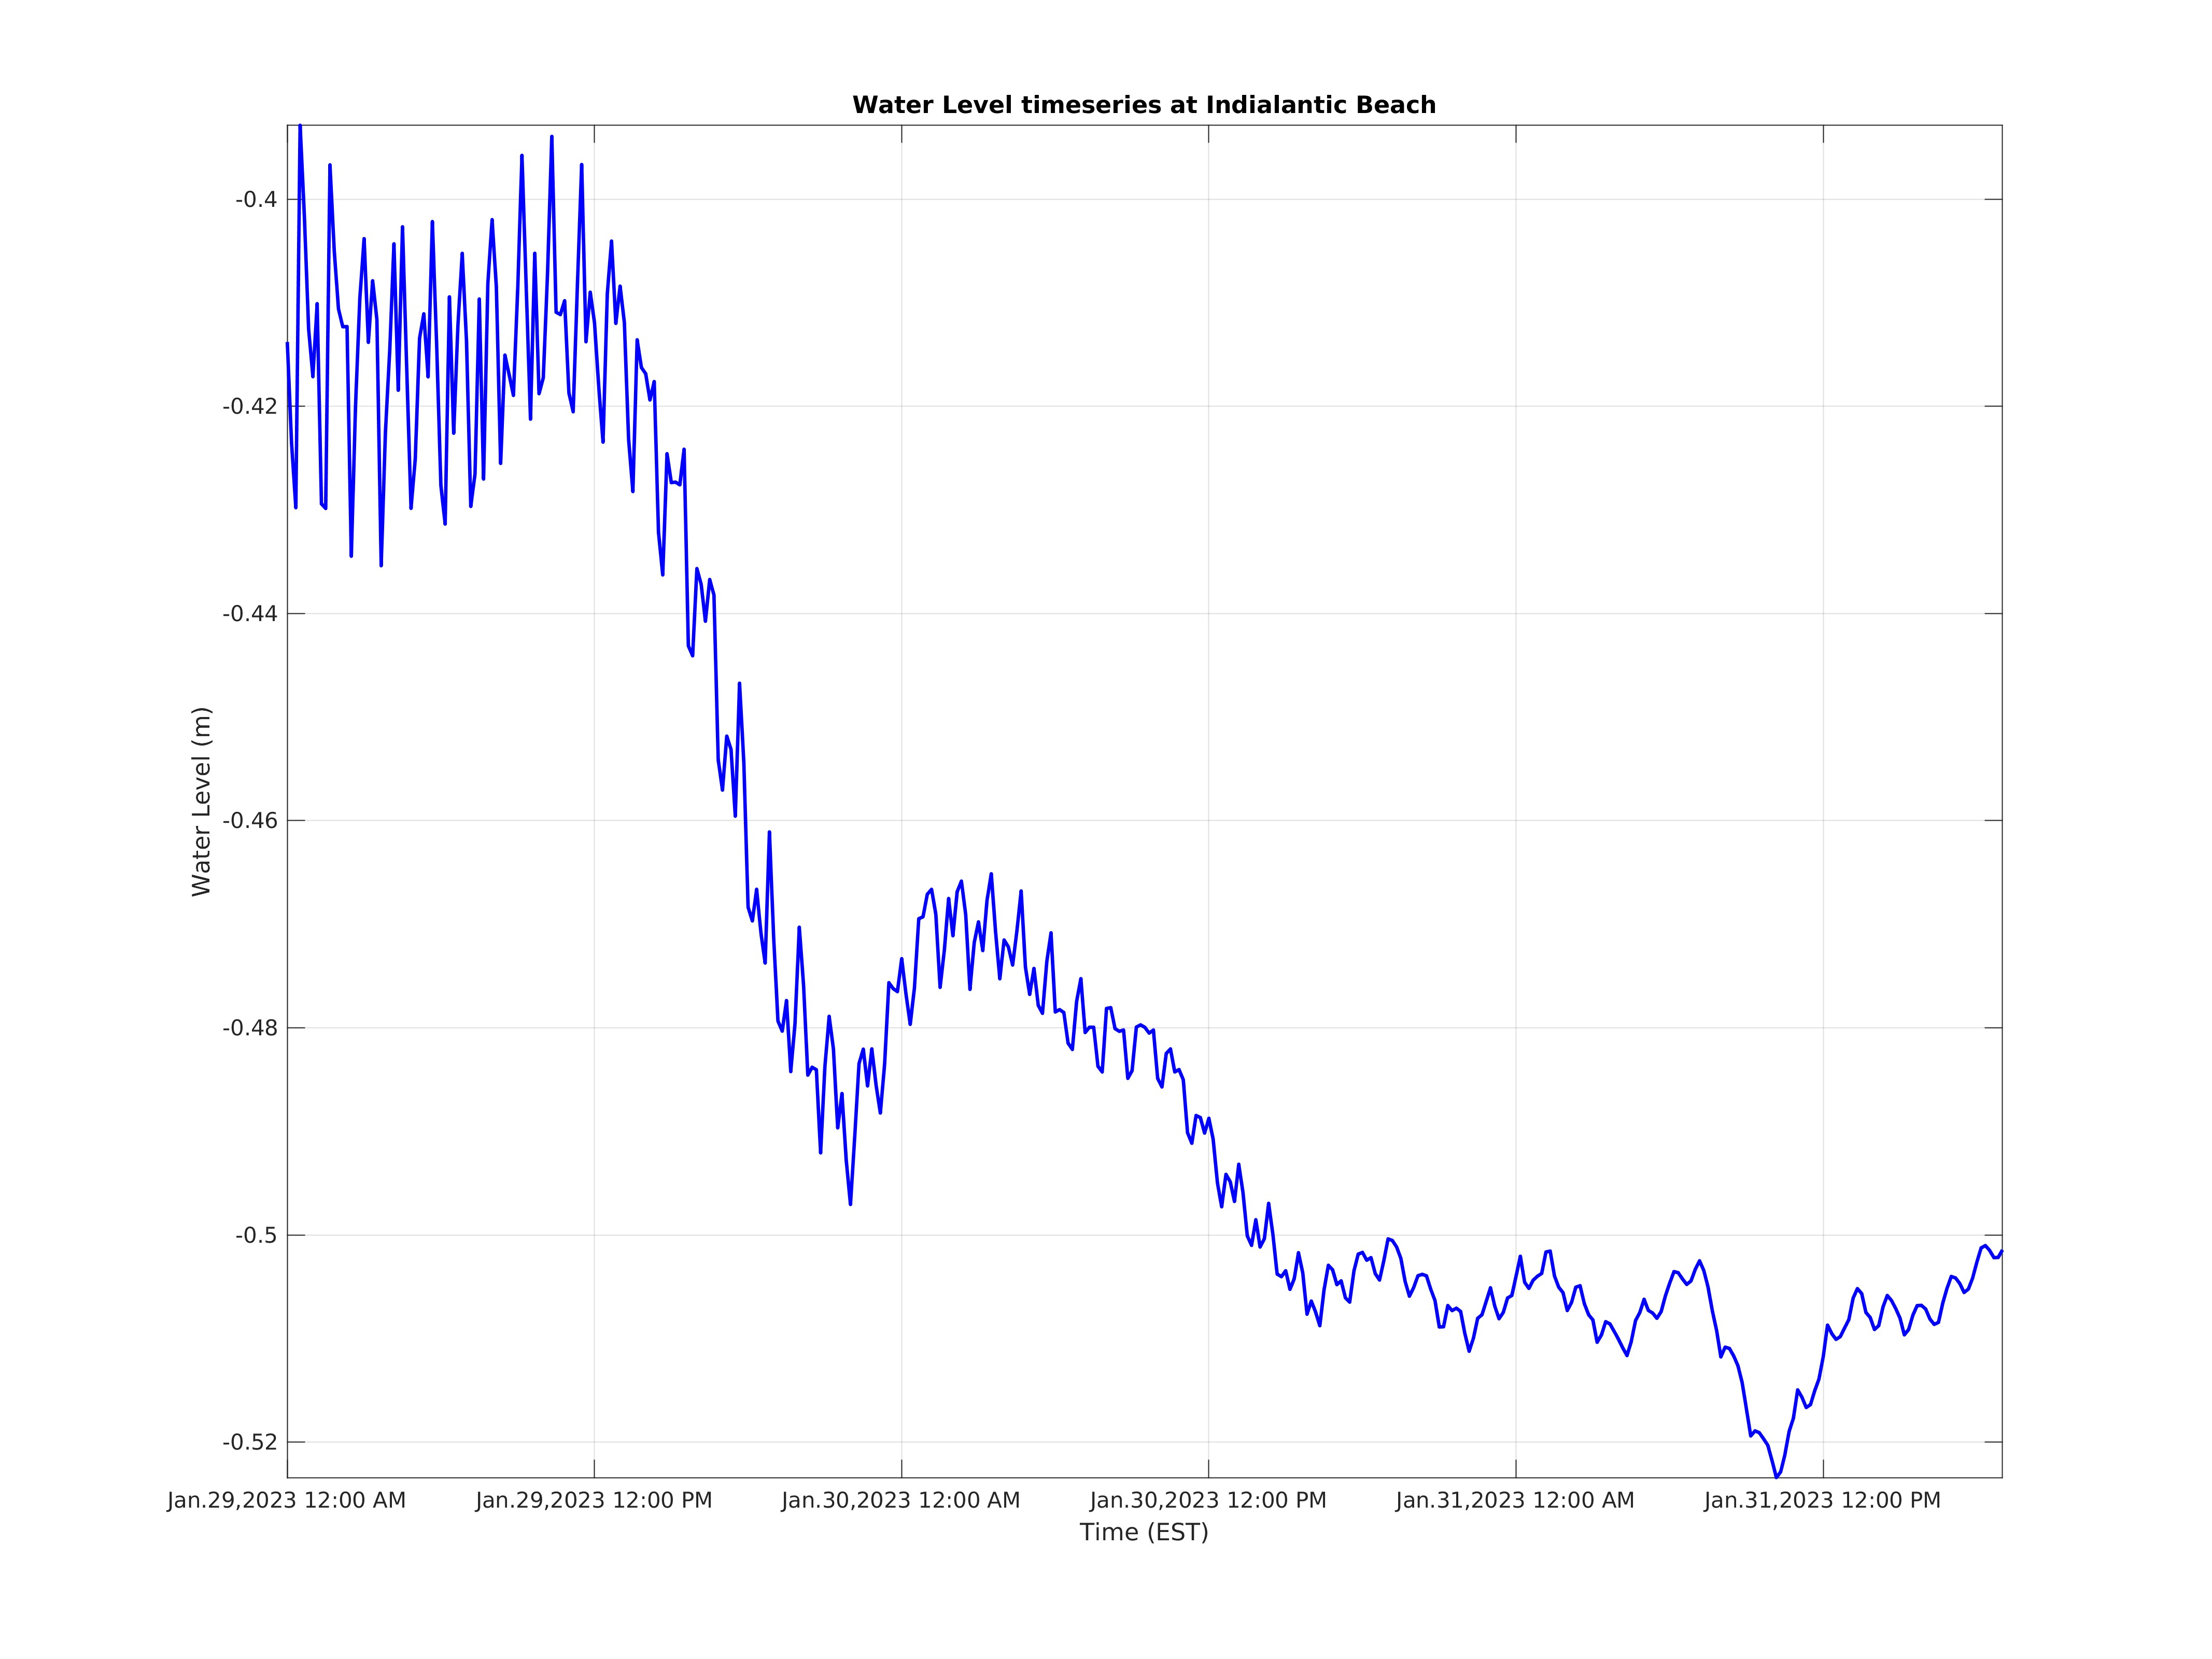 Water Level timeseries at Indialantic Beach
-0.4
-0.42
-0.44
-0.46
-0.48
-0.5
-0.52
Water Level (m)
Jan.29,2023 12:00 AM
Jan.29,2023 12:00 PM
Jan.30,2023 12:00 AM
Jan.30,2023 12:00 PM
Jan.31,2023 12:00 AM
Jan.31,2023 12:00 PM
Time (EST)